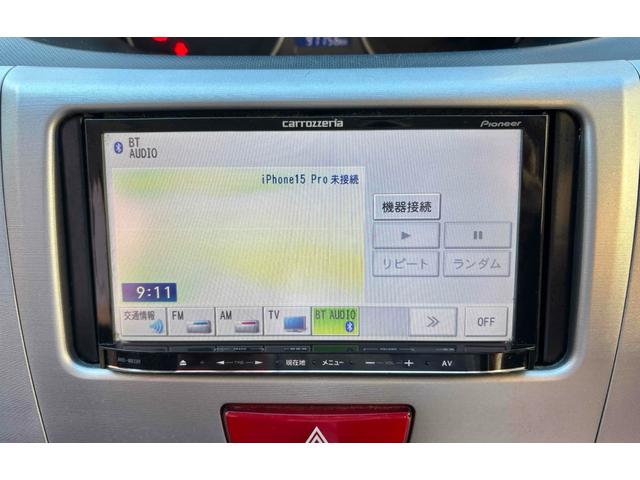 carrozzeria
Pioneer
BT
AUDIO
iPhone15 Pro 未接続
機器接続
リピート
ランダム
9:11
交通情報
FM
AM
TV
BT AUDIO
OFF
現在地
メニュー
− VOL +
AV